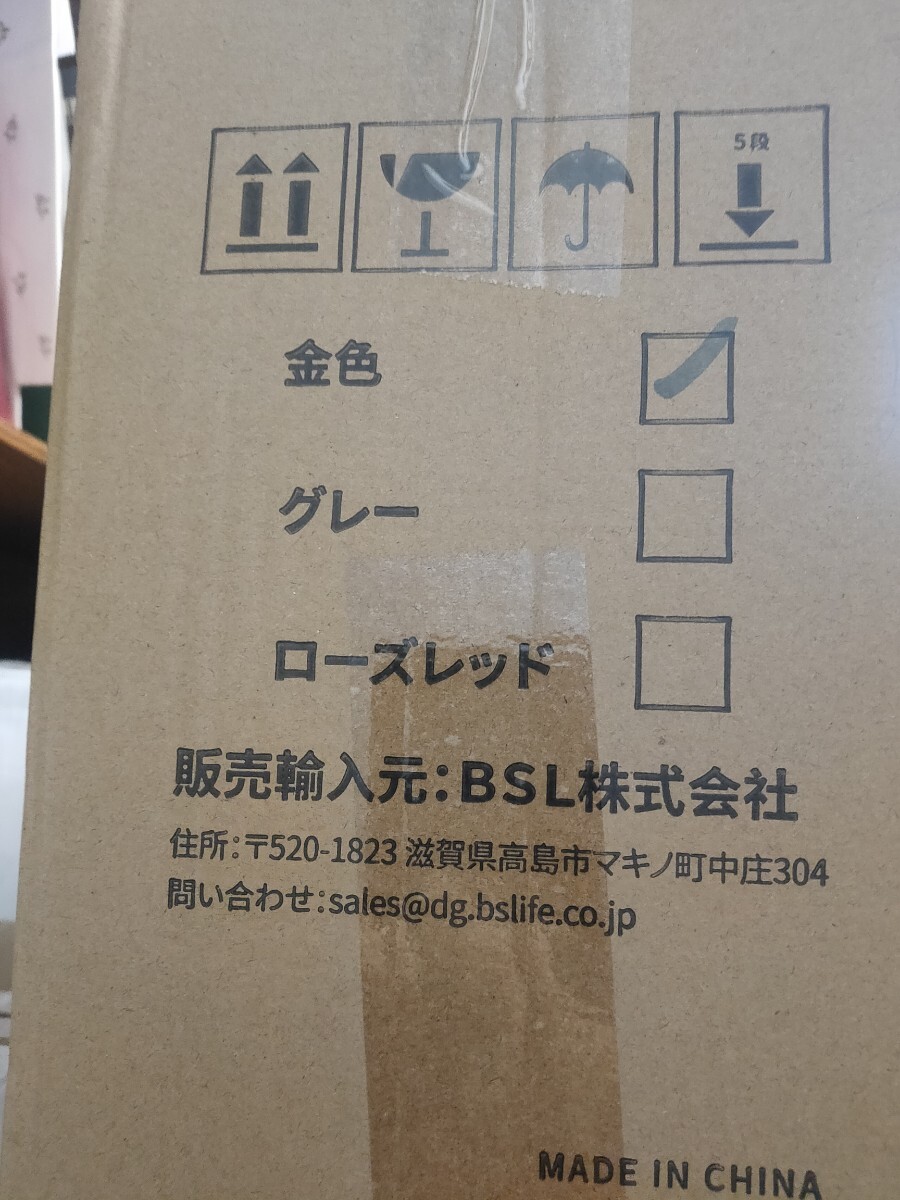 5段
金色
グレー
ローズレッド
販売輸入元：BSL株式会社
住所：〒520-1823 滋賀県高島市マキノ町中庄304
問い合わせ：sales@dg.bslife.co.jp
MADE IN CHINA